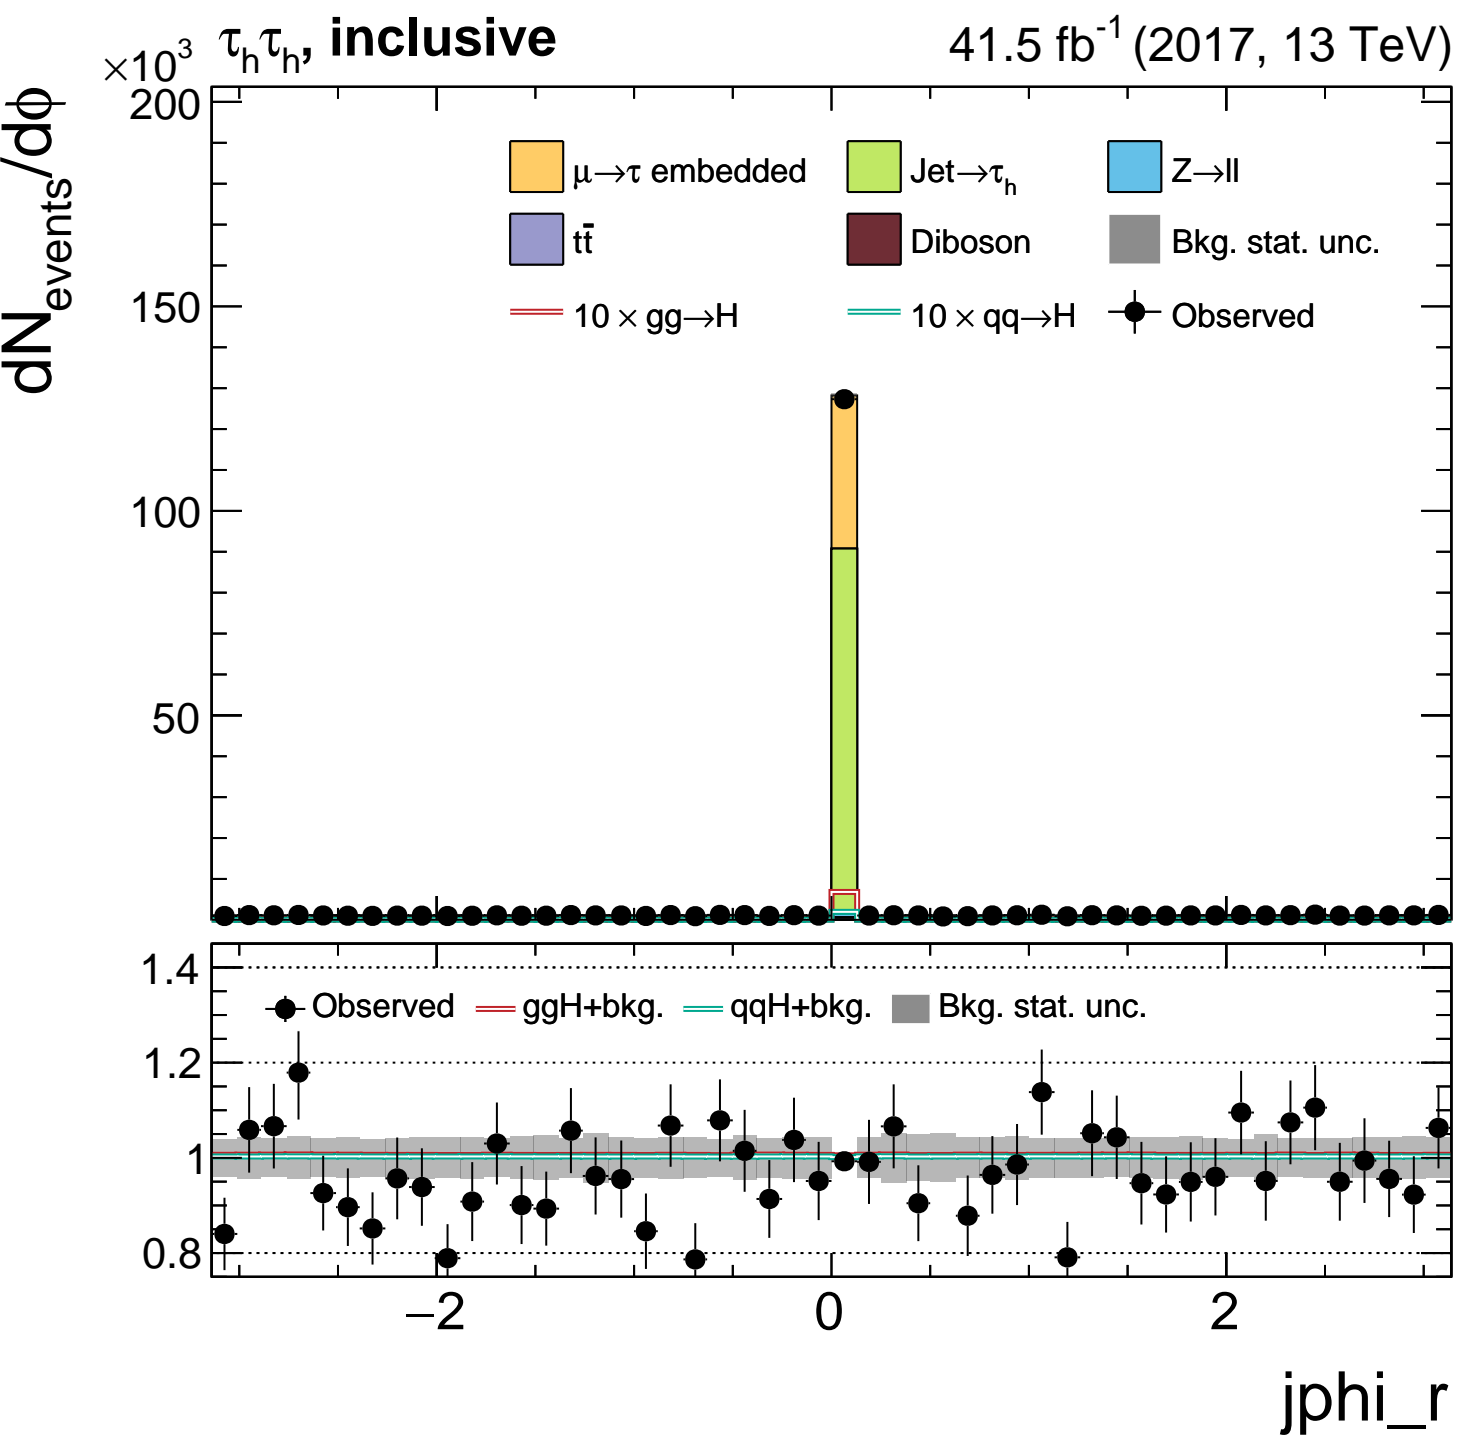 ×10³ τhτh, inclusive 41.5 fb⁻¹ (2017, 13 TeV)
dNevents/dϕ
200
150
100
50
μ→τ embedded Jet→τh Z→ll
tt̄ Diboson Bkg. stat. unc.
10 × gg→H 10 × qq→H Observed
1.4
1.2
1
0.8
Observed ggH+bkg. qqH+bkg. Bkg. stat. unc.
−2 0 2
jphi_r